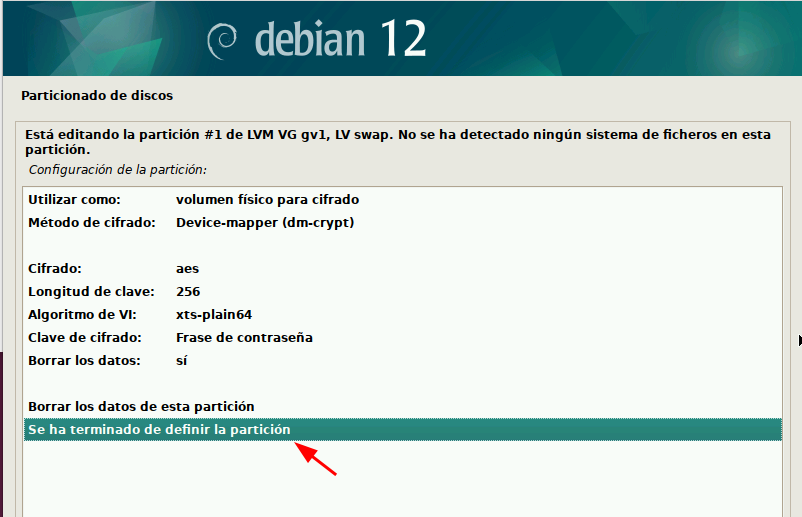 debian 12
Particionado de discos
Está editando la partición #1 de LVM VG gv1, LV swap. No se ha detectado ningún sistema de ficheros en esta
partición.
Configuración de la partición:
Utilizar como: volumen físico para cifrado
Método de cifrado: Device-mapper (dm-crypt)
Cifrado: aes
Longitud de clave: 256
Algoritmo de VI: xts-plain64
Clave de cifrado: Frase de contraseña
Borrar los datos: sí
Borrar los datos de esta partición
Se ha terminado de definir la partición